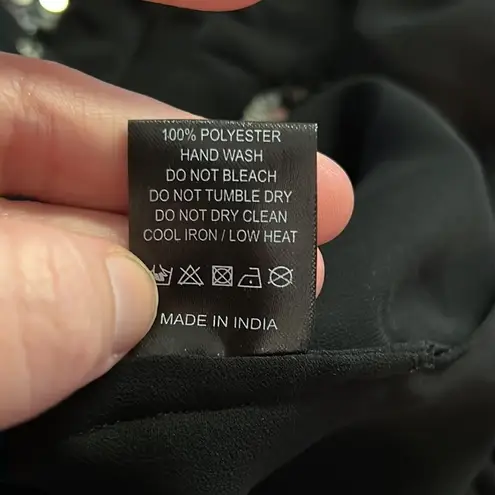 100% POLYESTER
HAND WASH
DO NOT BLEACH
DO NOT TUMBLE DRY
DO NOT DRY CLEAN
COOL IRON / LOW HEAT
MADE IN INDIA